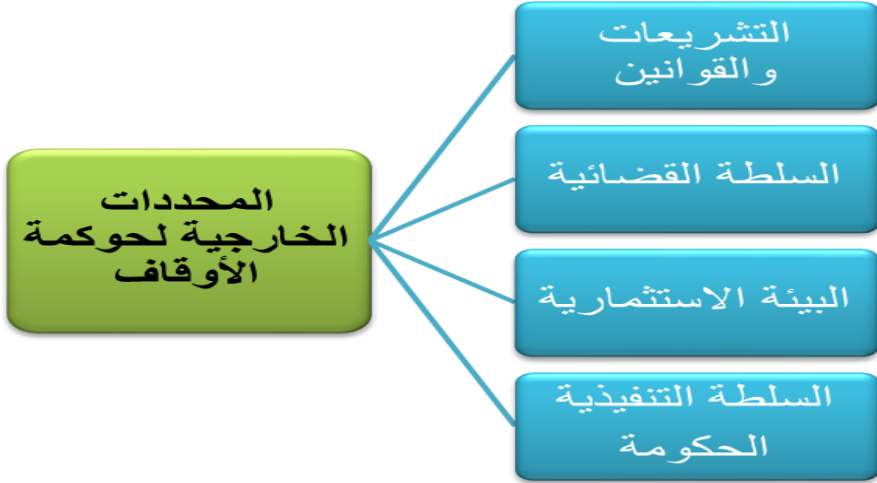 المحددات
الخارجية لحوكمة
الأوقاف
التشريعات
والقوانين
السلطة القضائية
البيئة الاستثمارية
السلطة التنفيذية
الحكومة